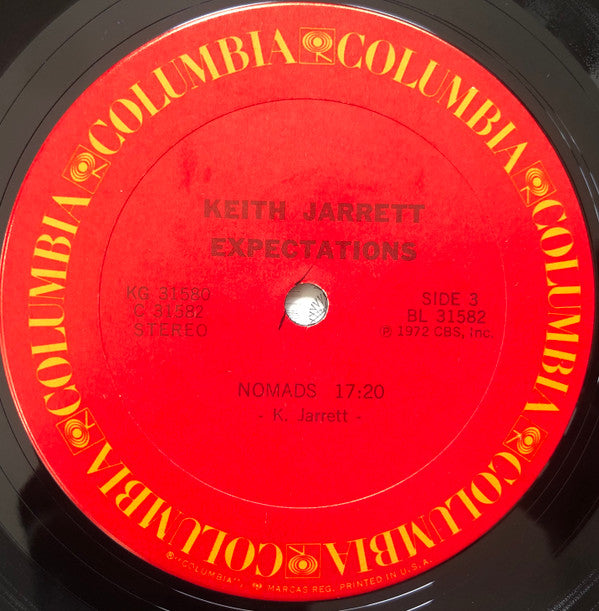 COLUMBIA COLUMBIA COLUMBIA COLUMBIA COLUMBIA COLUMBIA
KEITH JARRETT
EXPECTATIONS
KG 31580
C 31582
STEREO
SIDE 3
BL 31582
℗ 1972 CBS, Inc.
NOMADS 17:20
- K. Jarrett -
® "COLUMBIA", MARCAS REG. PRINTED IN U.S.A.